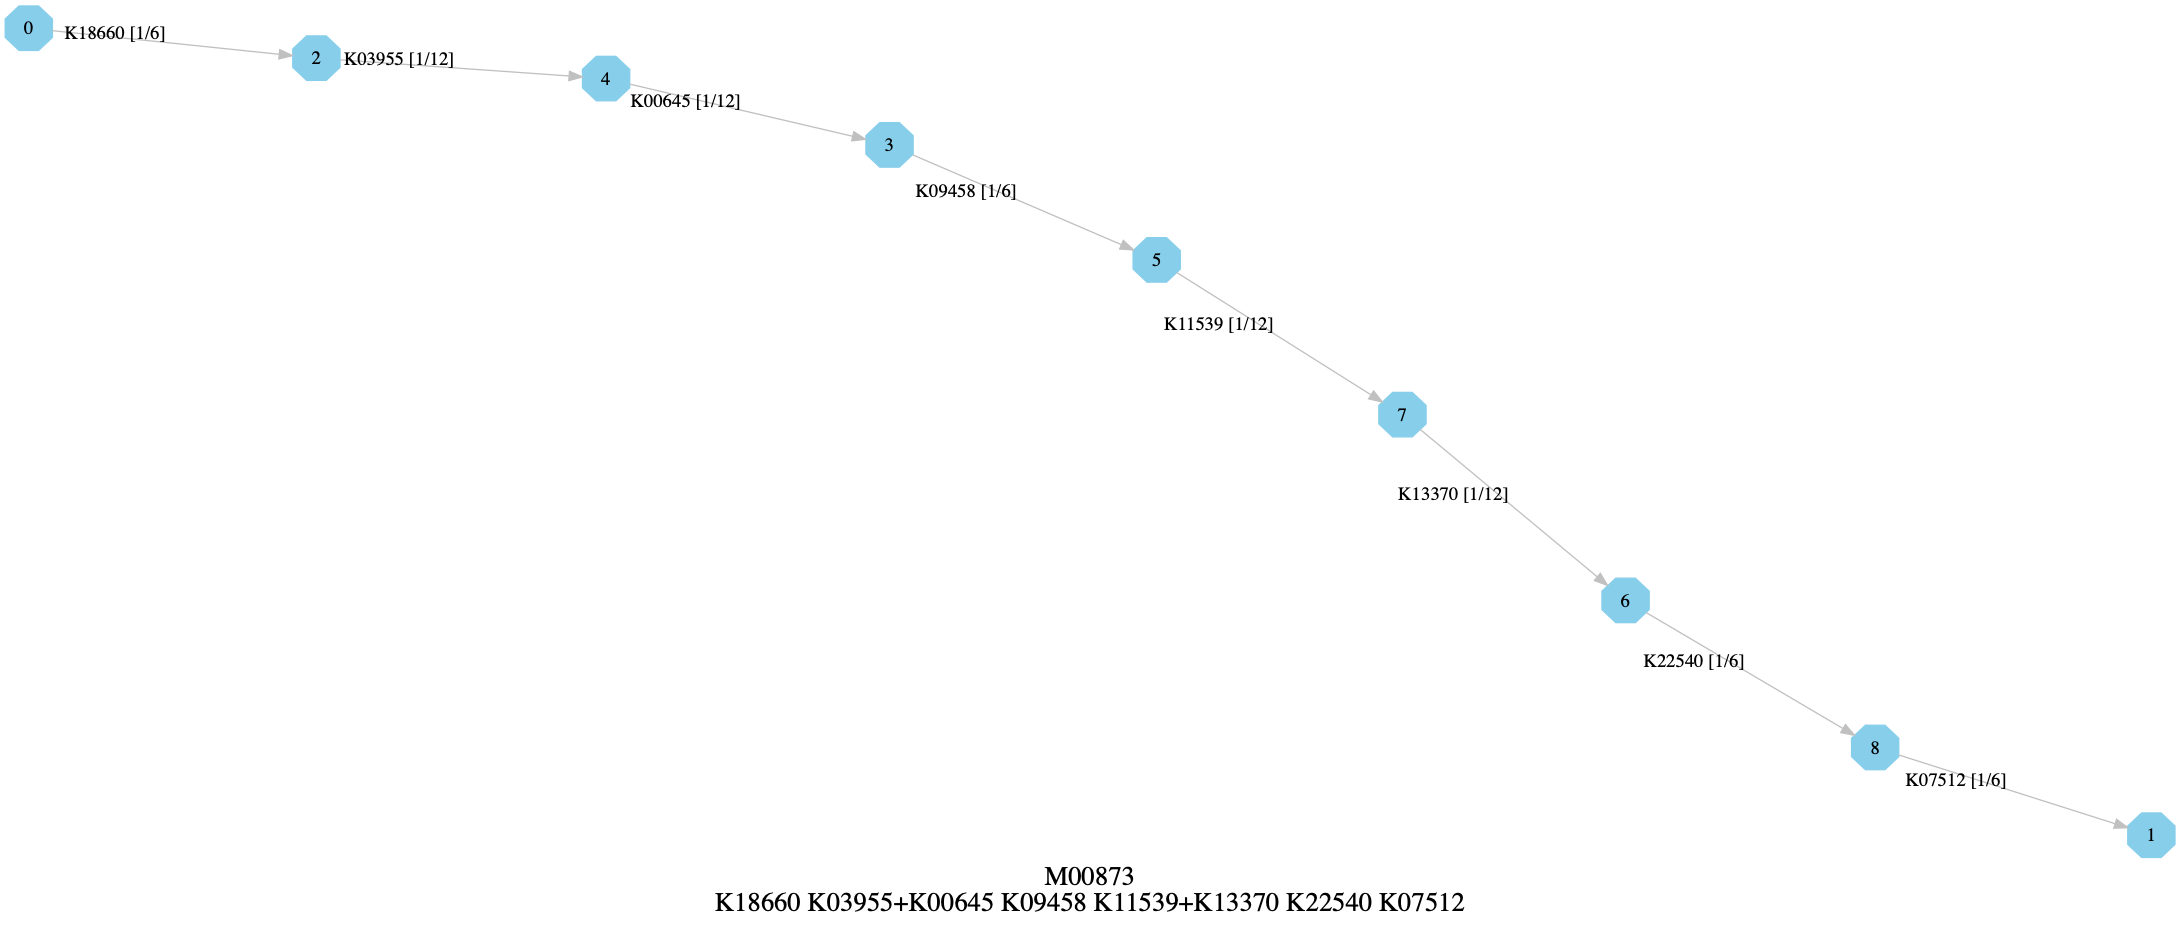 0
K18660 [1/6]
2
K03955 [1/12]
4
K00645 [1/12]
3
K09458 [1/6]
5
K11539 [1/12]
7
K13370 [1/12]
6
K22540 [1/6]
8
K07512 [1/6]
1
M00873
K18660 K03955+K00645 K09458 K11539+K13370 K22540 K07512